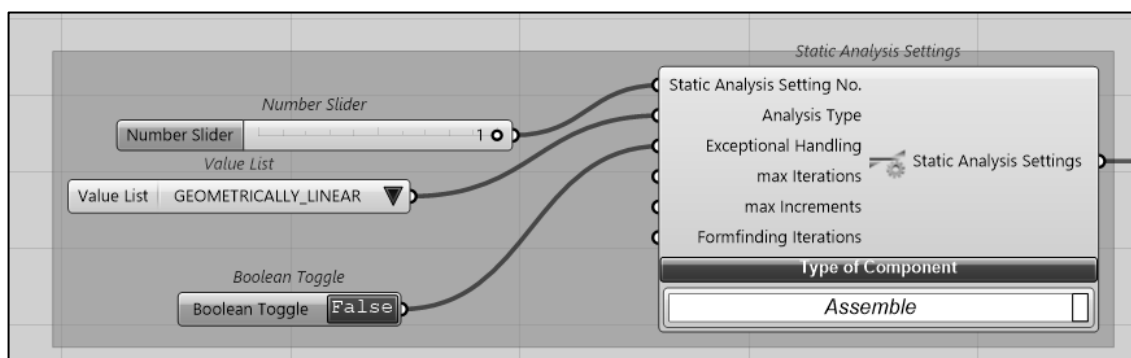 Static Analysis Settings
Static Analysis Setting No.
Number Slider
Analysis Type
Number Slider 1
Exceptional Handling
Value List
Static Analysis Settings
max Iterations
Value List GEOMETRICALLY_LINEAR
max Increments
Formfinding Iterations
Type of Component
Boolean Toggle
Boolean Toggle False
Assemble